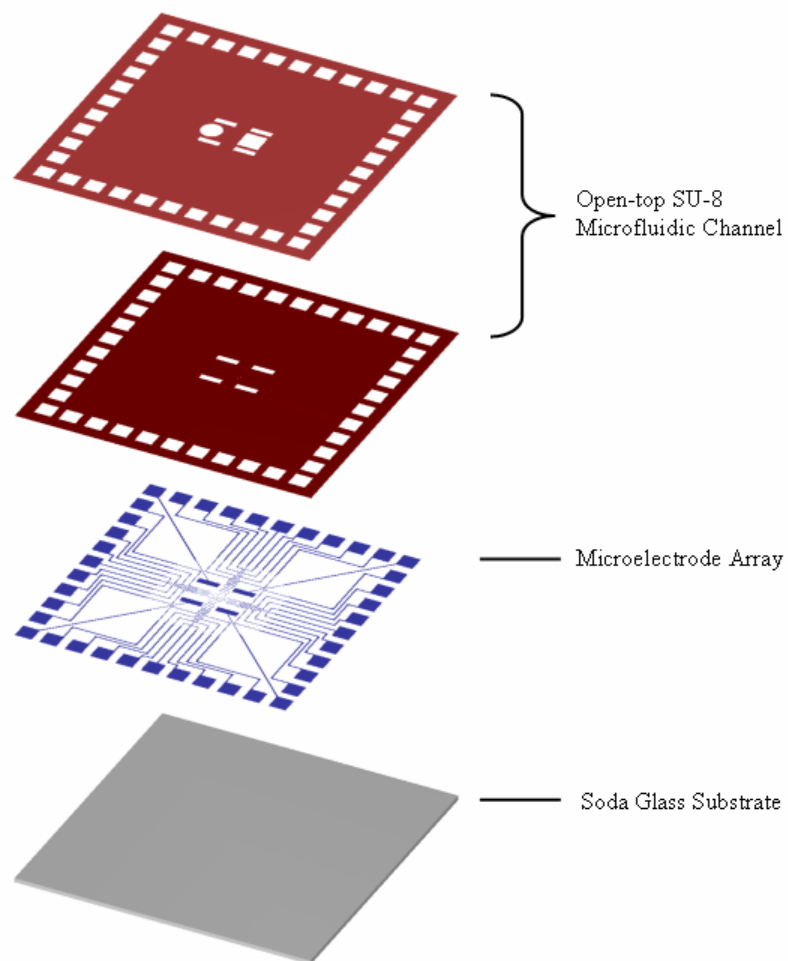 Open-top SU-8
Microfluidic Channel
Microelectrode Array
Soda Glass Substrate